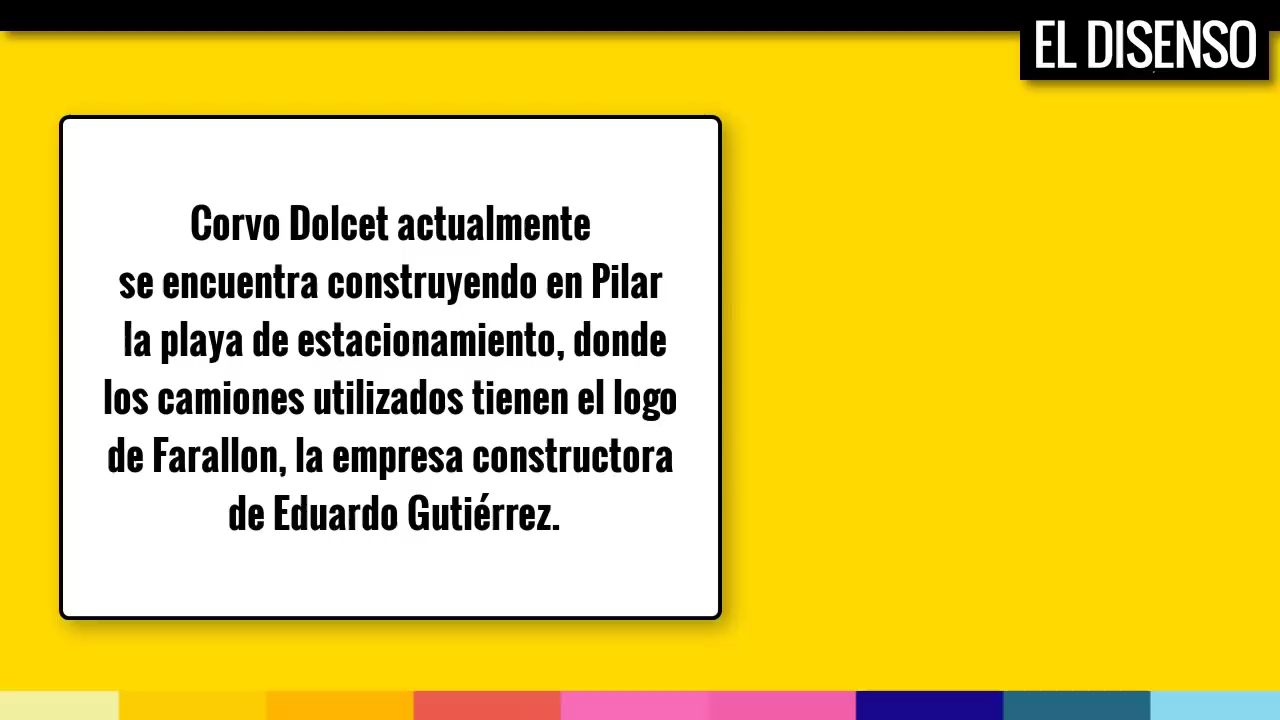 EL DISENSO
Corvo Dolcet actualmente
se encuentra construyendo en Pilar
la playa de estacionamiento, donde
los camiones utilizados tienen el logo
de Farallon, la empresa constructora
de Eduardo Gutiérrez.